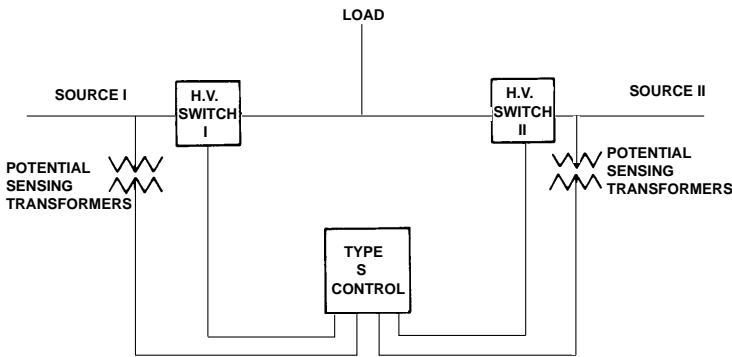 LOAD
SOURCE I
H.V.
SWITCH
I
H.V.
SWITCH
II
SOURCE II
POTENTIAL
SENSING
TRANSFORMERS
POTENTIAL
SENSING
TRANSFORMERS
TYPE
S
CONTROL